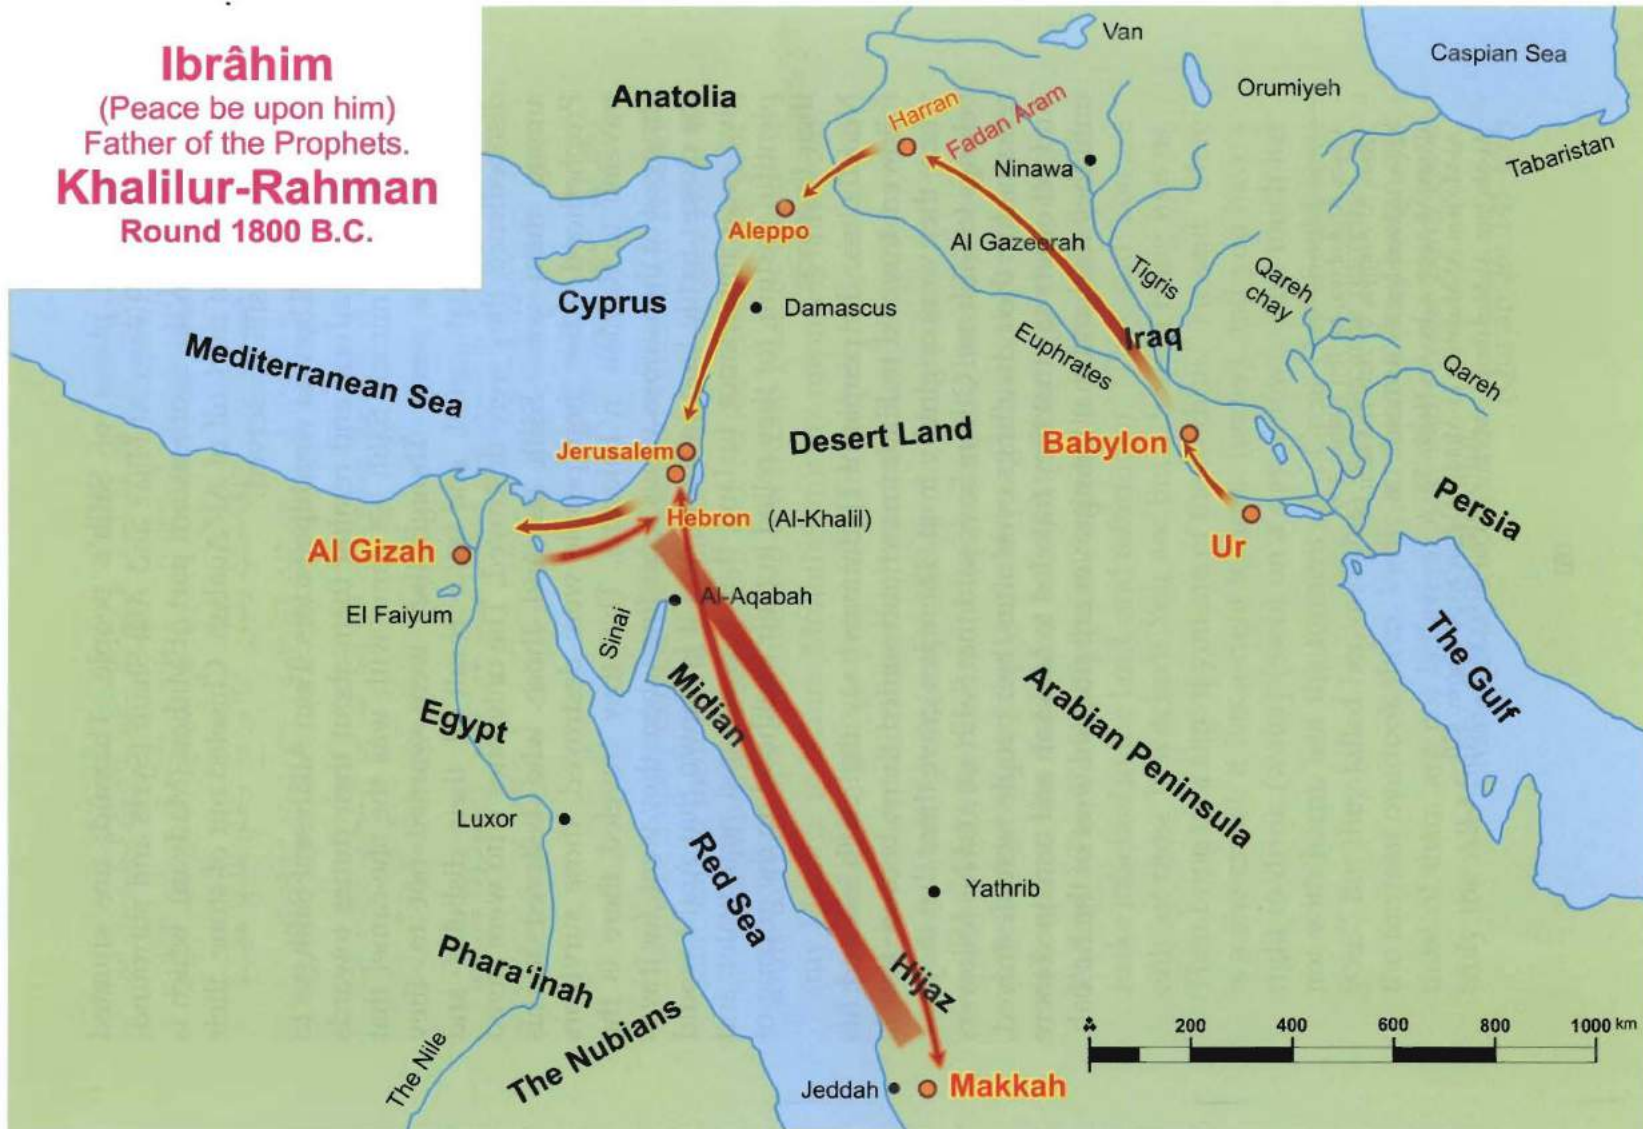 Ibrâhim
(Peace be upon him)
Father of the Prophets.
Khalilur-Rahman
Round 1800 B.C.
Van
Caspian Sea
Anatolia
Orumiyeh
Harran
Fadan Aram
Tabaristan
Ninawa
Aleppo
Al Gazeerah
Tigris
Qareh
chay
Cyprus
Damascus
Iraq
Euphrates
Mediterranean Sea
Qareh
Desert Land
Babylon
Jerusalem
Persia
Hebron
(Al-Khalil)
Al Gizah
Ur
Al-Aqabah
El Faiyum
Sinai
The Gulf
Midian
Arabian Peninsula
Egypt
Luxor
Red Sea
Yathrib
Phara‘inah
Hijaz
The Nubians
200
400
600
800
1000 km
The Nile
Jeddah
Makkah